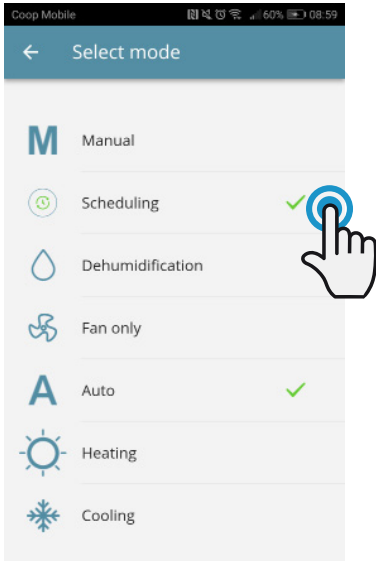 Coop Mobile 60% 08:59
Select mode
M Manual
Scheduling
Dehumidification
Fan only
A Auto
Heating
Cooling